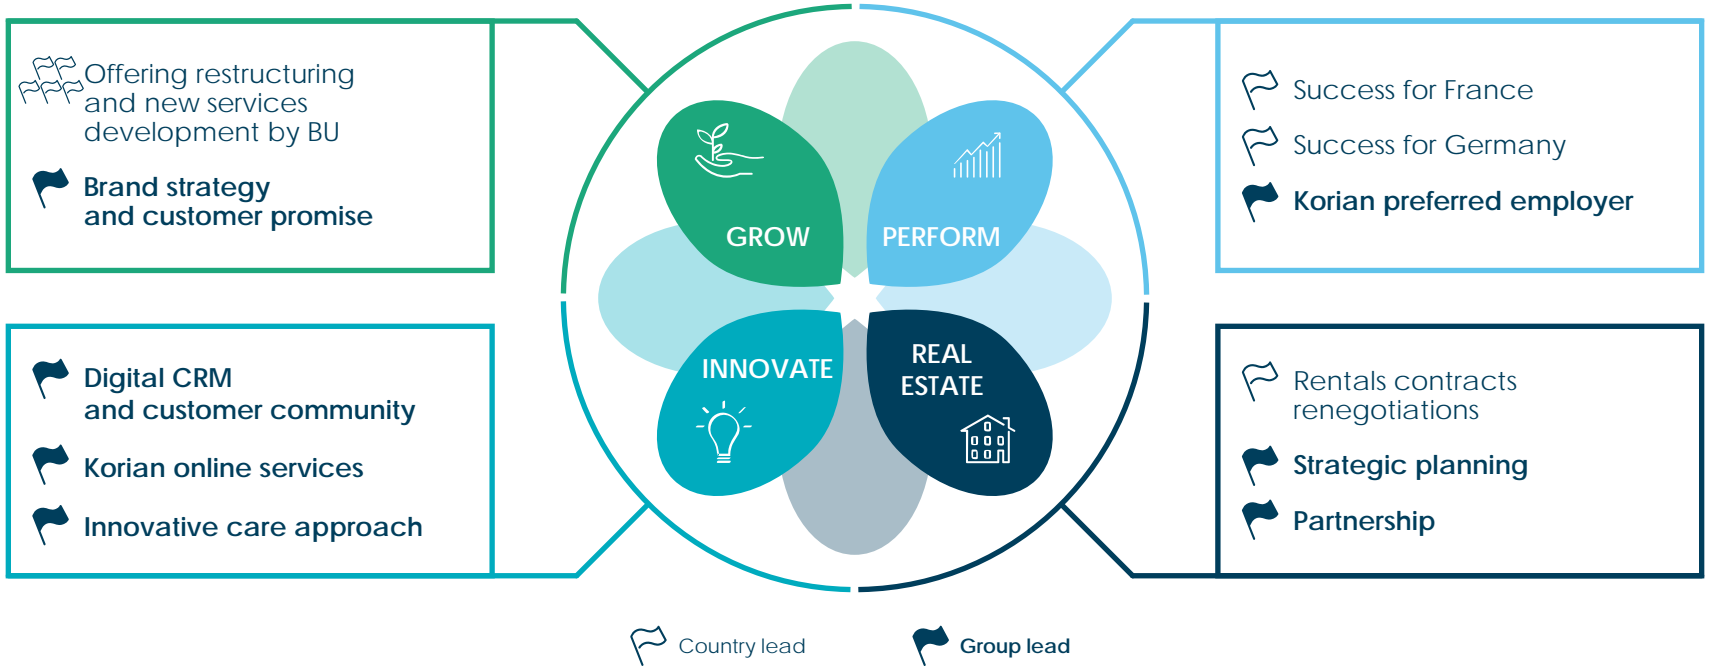 Offering restructuring
and new services
development by BU
Brand strategy
and customer promise
GROW
PERFORM
Success for France
Success for Germany
Korian preferred employer
Digital CRM
and customer community
Korian online services
Innovative care approach
INNOVATE
REAL
ESTATE
Rentals contracts
renegotiations
Strategic planning
Partnership
Country lead
Group lead